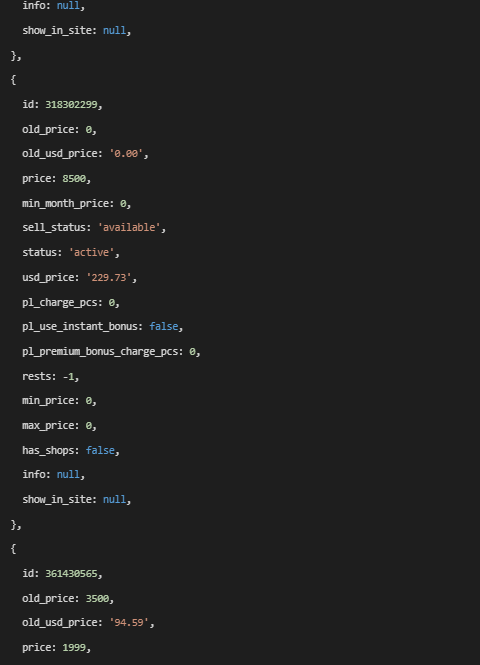 info: null,
show_in_site: null,
},
{
id: 318302299,
old_price: 0,
old_usd_price: '0.00',
price: 8500,
min_month_price: 0,
sell_status: 'available',
status: 'active',
usd_price: '229.73',
pl_charge_pcs: 0,
pl_use_instant_bonus: false,
pl_premium_bonus_charge_pcs: 0,
rests: -1,
min_price: 0,
max_price: 0,
has_shops: false,
info: null,
show_in_site: null,
},
{
id: 361430565,
old_price: 3500,
old_usd_price: '94.59',
price: 1999,